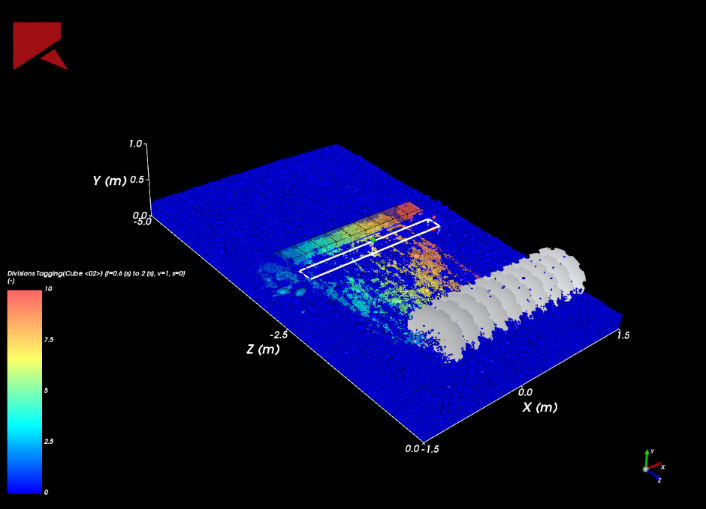 1.0
Y (m) 0.5
0.0
-5.0
Divisions Tagging(Cube <02>) (t=0.6 (s) to 2 (s), v=1, s=0)
(-)
10
7.5
5
2.5
0
-2.5
Z (m)
1.5
0.0
X (m)
0.0 -1.5
Y
X
Z